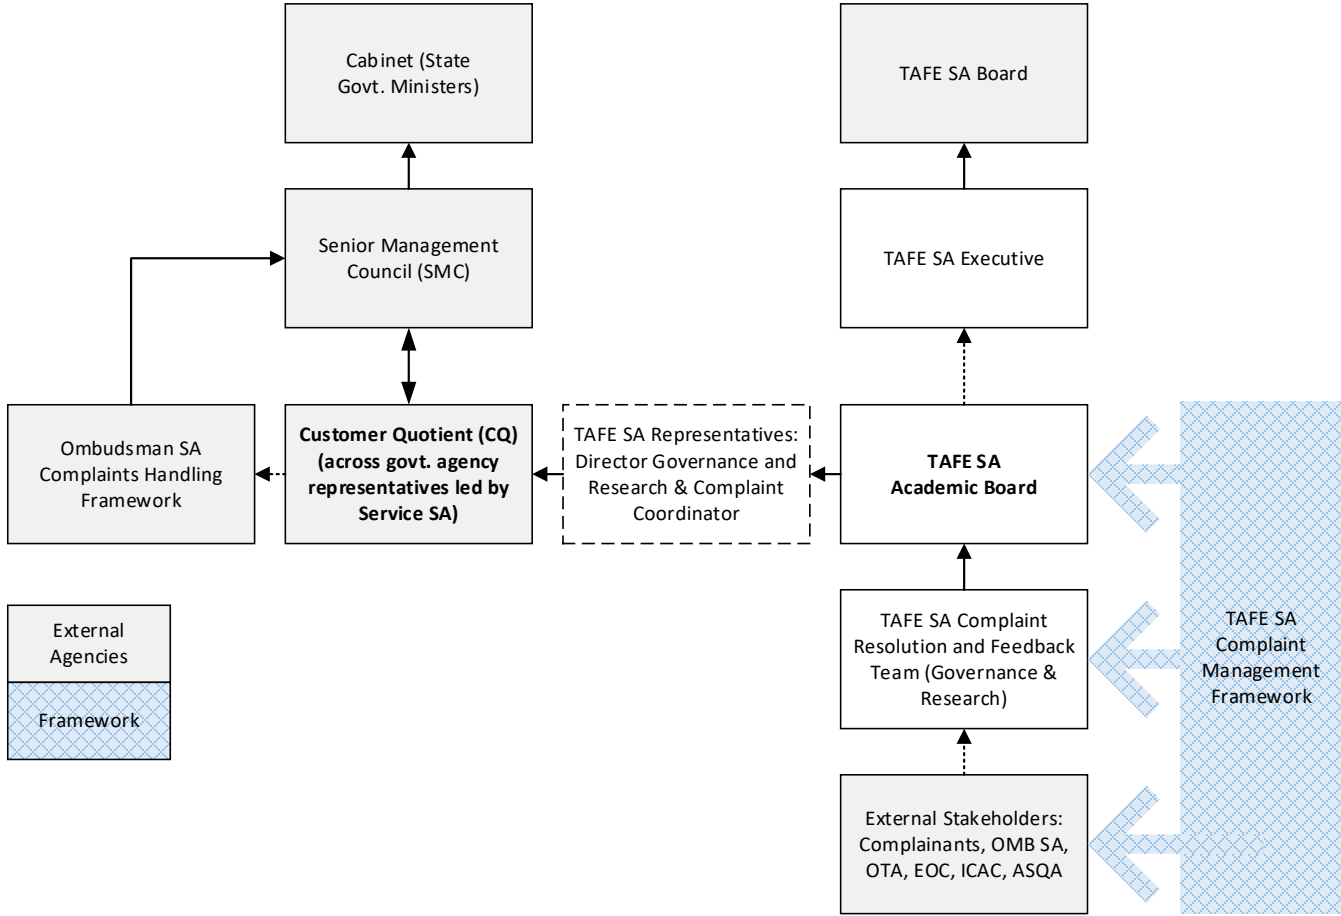 Cabinet (State
Govt. Ministers)
TAFE SA Board
Senior Management
Council (SMC)
TAFE SA Executive
Ombudsman SA
Complaints Handling
Framework
Customer Quotient (CQ)
(across govt. agency
representatives led by
Service SA)
TAFE SA Representatives:
Director Governance and
Research & Complaint
Coordinator
TAFE SA
Academic Board
External
Agencies
Framework
TAFE SA Complaint
Resolution and Feedback
Team (Governance &
Research)
TAFE SA
Complaint
Management
Framework
External Stakeholders:
Complainants, OMB SA,
OTA, EOC, ICAC, ASQA